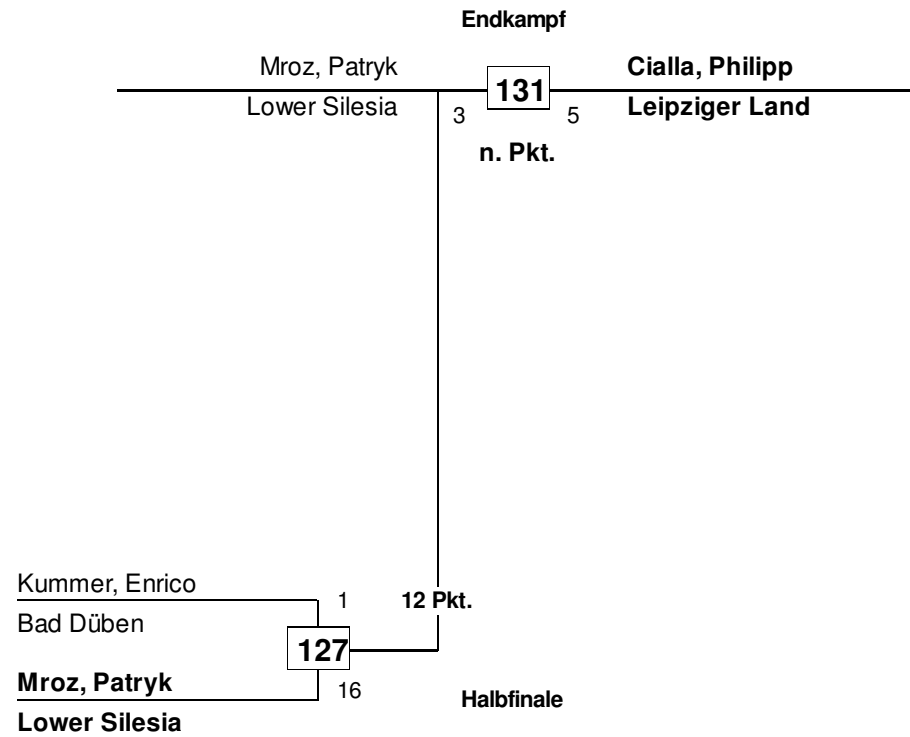 Endkampf
Mroz, Patryk
Lower Silesia
3
131
5
n. Pkt.
Cialla, Philipp
Leipziger Land
Kummer, Enrico
Bad Düben
1
12 Pkt.
127
Mroz, Patryk
Lower Silesia
16
Halbfinale